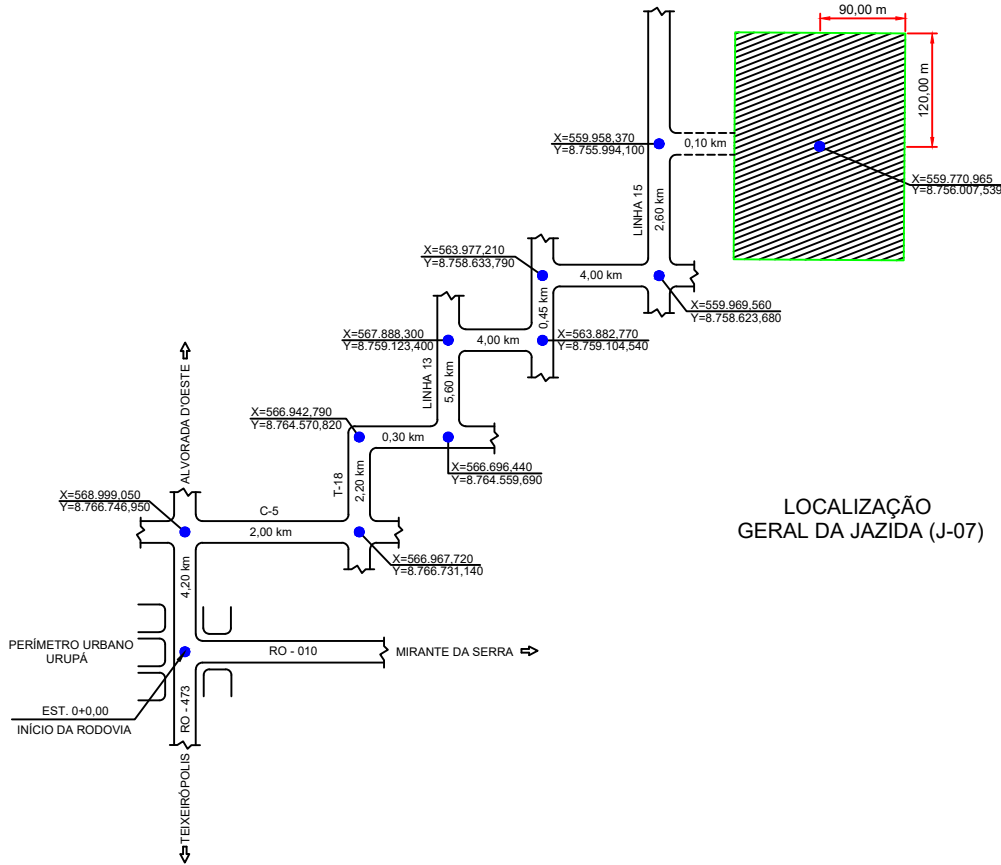 90,00 m
120,00 m
X=559.958,370
Y=8.755.994,100
0,10 km
X=559.770,965
Y=8.756.007,539
LINHA 15
2,60 km
X=563.977,210
Y=8.758.633,790
4,00 km
X=559.969,560
Y=8.758.623,680
0,45 km
X=567.888,300
Y=8.759.123,400
4,00 km
X=563.882,770
Y=8.759.104,540
LINHA 13
5,60 km
X=566.942,790
Y=8.764.570,820
0,30 km
X=566.696,440
Y=8.764.559,690
ALVORADA D'OESTE
T-18
2,20 km
X=568.999,050
Y=8.766.746,950
C-5
2,00 km
X=566.967,720
Y=8.766.731,140
LOCALIZAÇÃO
GERAL DA JAZIDA (J-07)
4,20 km
PERÍMETRO URBANO
URUPÁ
RO - 010
MIRANTE DA SERRA
RO - 473
EST. 0+0,00
INÍCIO DA RODOVIA
TEIXEIRÓPOLIS